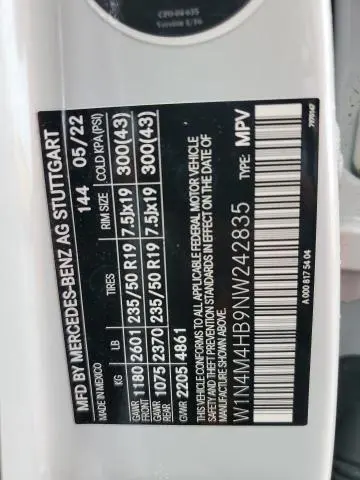 CPO-09 635
MFD BY MERCEDES-BENZ AG STUTTGART
MADE IN MEXICO 144 05/22
KG LB TIRES RIM SIZE COLD KPA(PSI)
GAWR FRONT 1180 2601 235/50 R19 7.5Jx19 300(43)
GAWR REAR 1075 2370 235/50 R19 7.5Jx19 300(43)
GVWR 2205 4861
THIS VEHICLE CONFORMS TO ALL APPLICABLE FEDERAL MOTOR VEHICLE
SAFETY AND THEFT PREVENTION STANDARDS IN EFFECT ON THE DATE OF
MANUFACTURE SHOWN ABOVE
W1N4M4HB9NW242835 TYPE: MPV
A 000 817 54 04